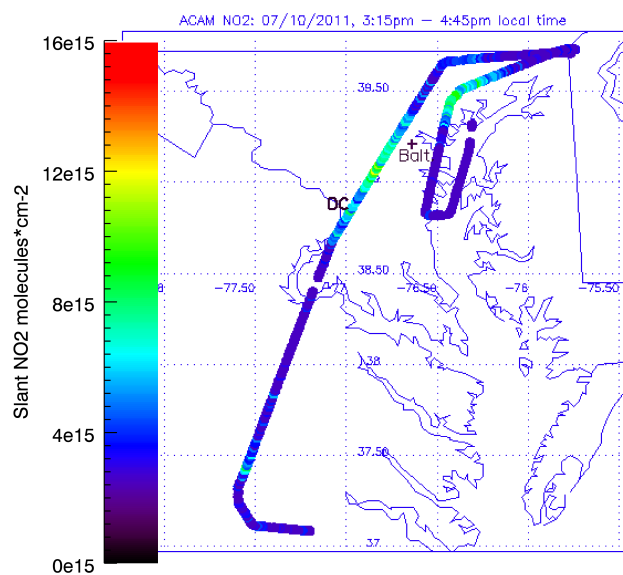 ACAM NO2: 07/10/2011, 3:15pm – 4:45pm local time
16e15
12e15
8e15
4e15
0e15
Slant NO2 molecules*cm-2
39.50
Balt
DC
38.50
-77.50
-77
-76.50
-76
-75.50
38
37.50
37